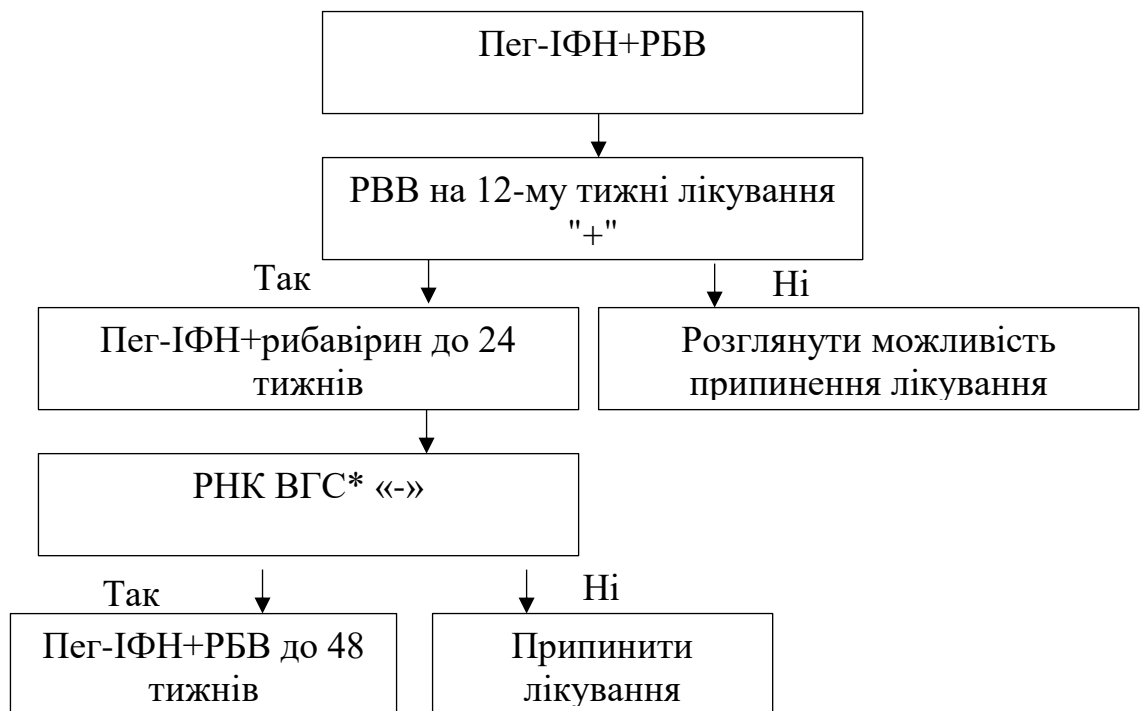 Пег-ІФН+РБВ
РВВ на 12-му тижні лікування
"+"
Так
Ні
Пег-ІФН+рибавірин до 24
тижнів
Розглянути можливість
припинення лікування
РНК ВГС* «-»
Так
Ні
Пег-ІФН+РБВ до 48
тижнів
Припинити
лікування